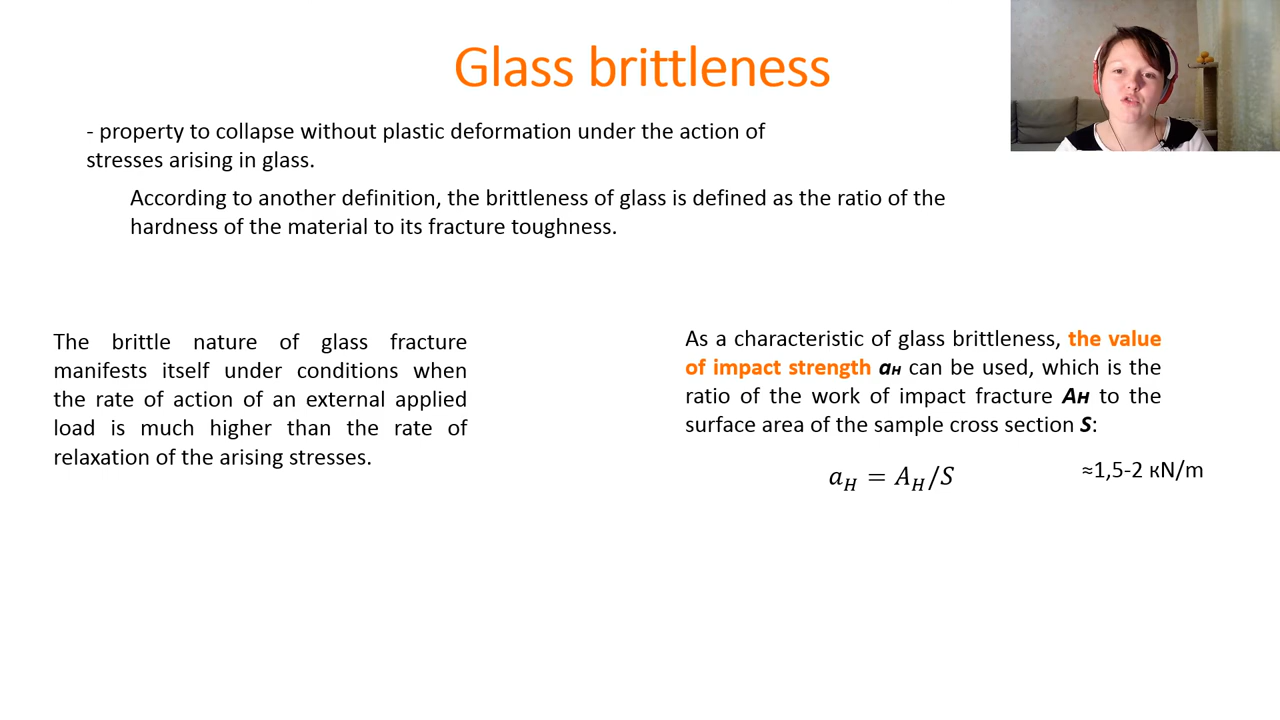 Glass brittleness
- property to collapse without plastic deformation under the action of
stresses arising in glass.
According to another definition, the brittleness of glass is defined as the ratio of the
hardness of the material to its fracture toughness.
The brittle nature of glass fracture
manifests itself under conditions when
the rate of action of an external applied
load is much higher than the rate of
relaxation of the arising stresses.
As a characteristic of glass brittleness, the value
of impact strength aн can be used, which is the
ratio of the work of impact fracture Aн to the
surface area of the sample cross section S:
a_H = A_H/S
≈1,5-2 кN/m